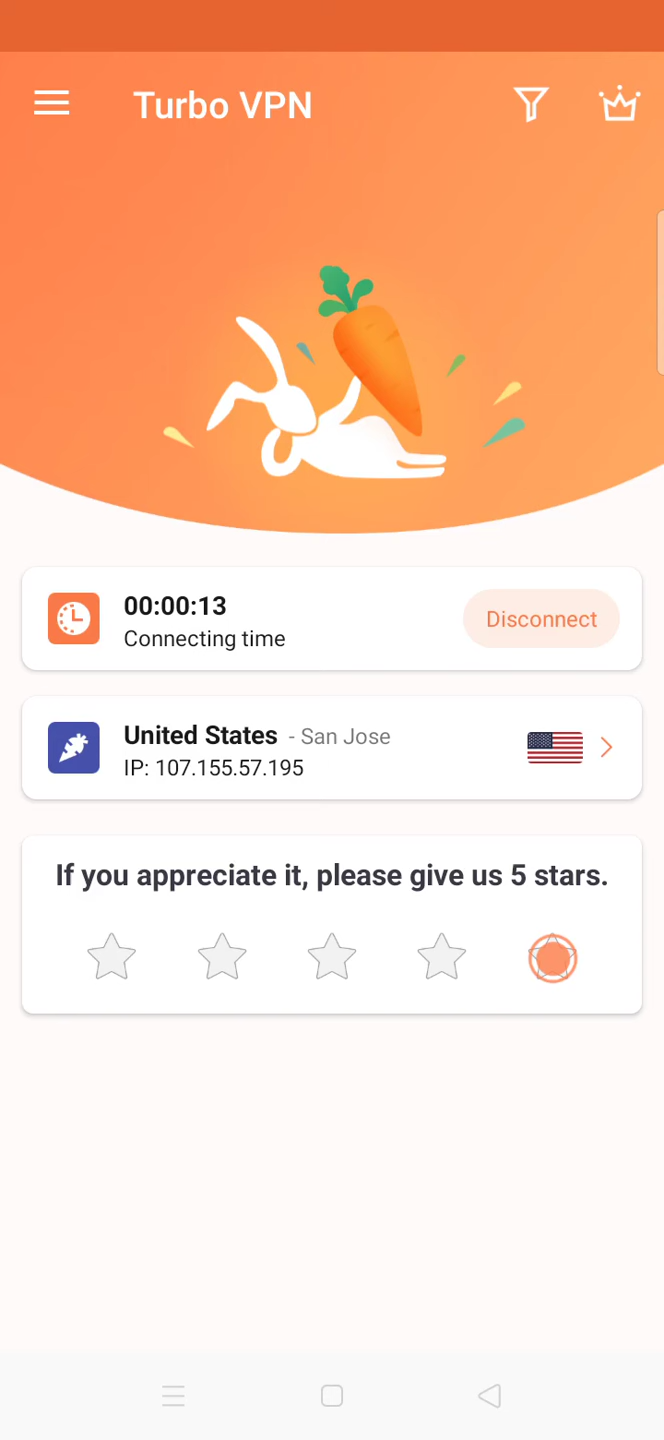 Turbo VPN
00:00:13
Connecting time
Disconnect
United States - San Jose
IP: 107.155.57.195
If you appreciate it, please give us 5 stars.